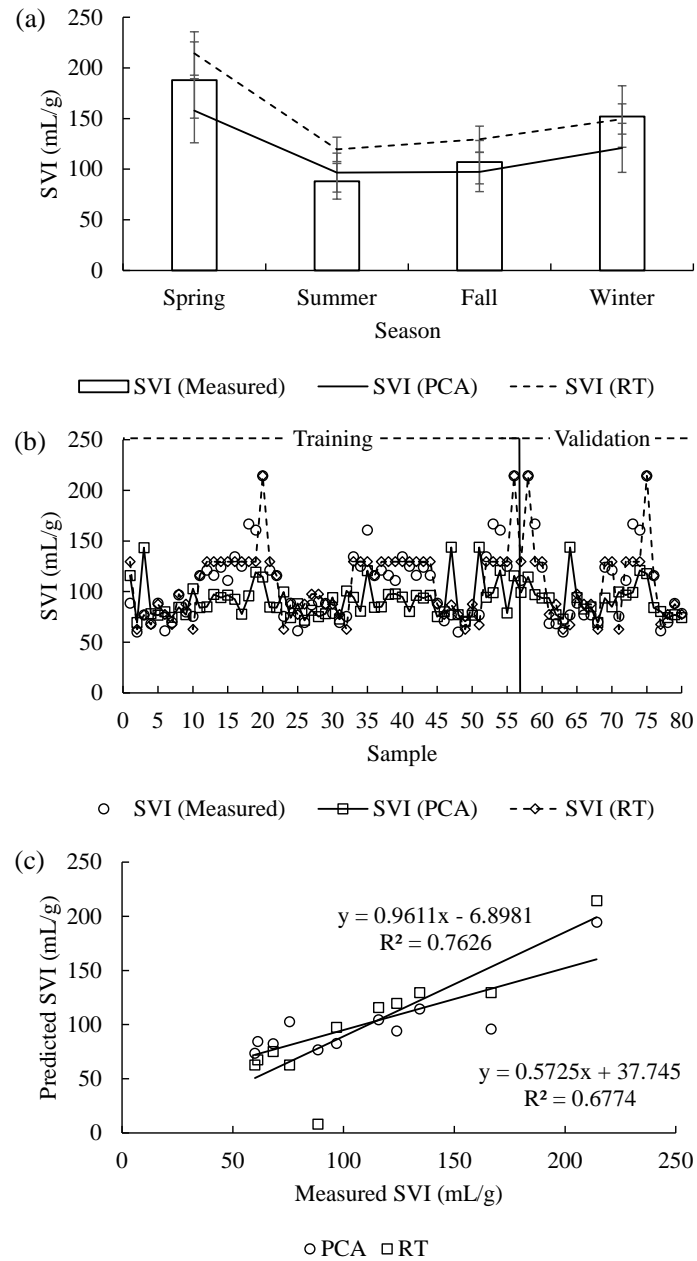 (a)
250
200
150
100
50
0
SVI (mL/g)
Spring Summer Fall Winter
Season
SVI (Measured) SVI (PCA) SVI (RT)
(b)
250
200
150
100
50
0
SVI (mL/g)
Training Validation
0 5 10 15 20 25 30 35 40 45 50 55 60 65 70 75 80
Sample
SVI (Measured) SVI (PCA) SVI (RT)
(c)
250
200
150
100
50
0
Predicted SVI (mL/g)
y = 0.9611x - 6.8981
R² = 0.7626
y = 0.5725x + 37.745
R² = 0.6774
0 50 100 150 200 250
Measured SVI (mL/g)
PCA RT